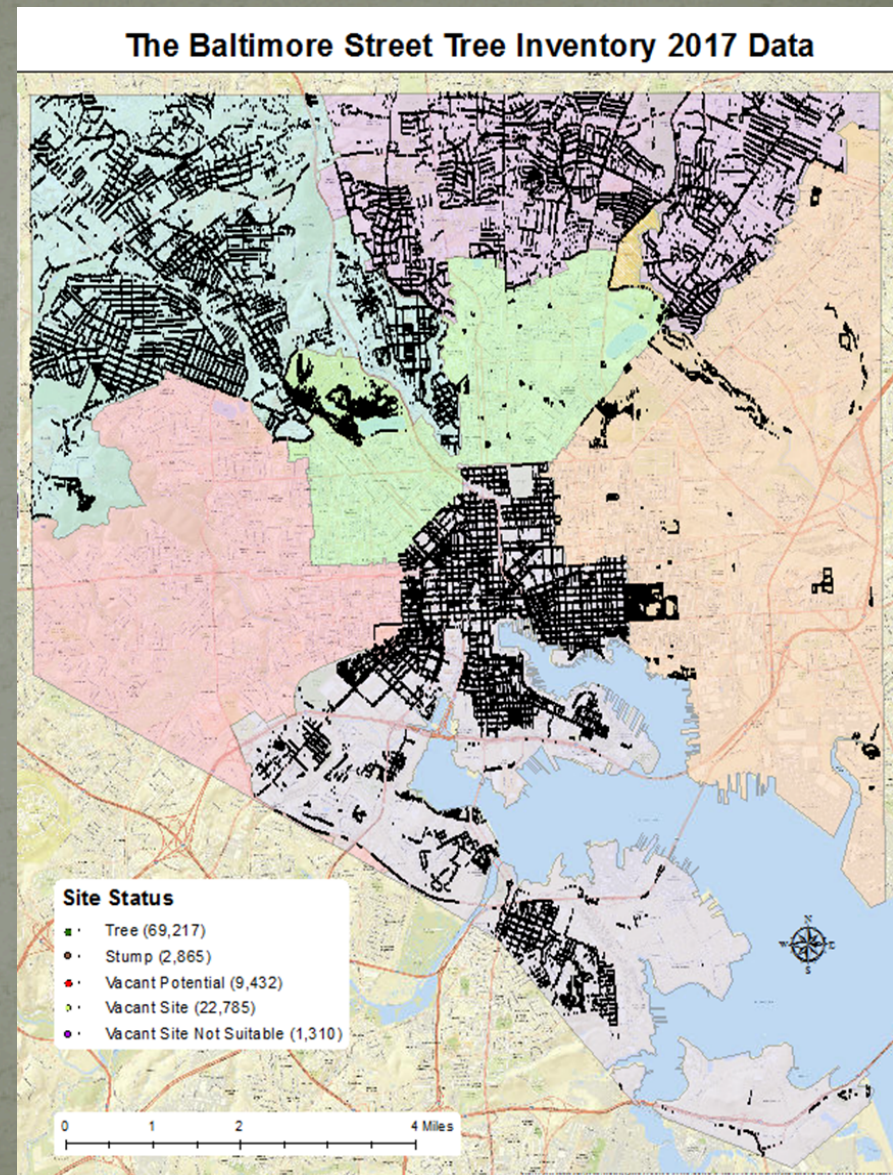 The Baltimore Street Tree Inventory 2017 Data
N
W E
S
Site Status
Tree (69,217)
Stump (2,865)
Vacant Potential (9,432)
Vacant Site (22,785)
Vacant Site Not Suitable (1,310)
0 1 2 4 Miles